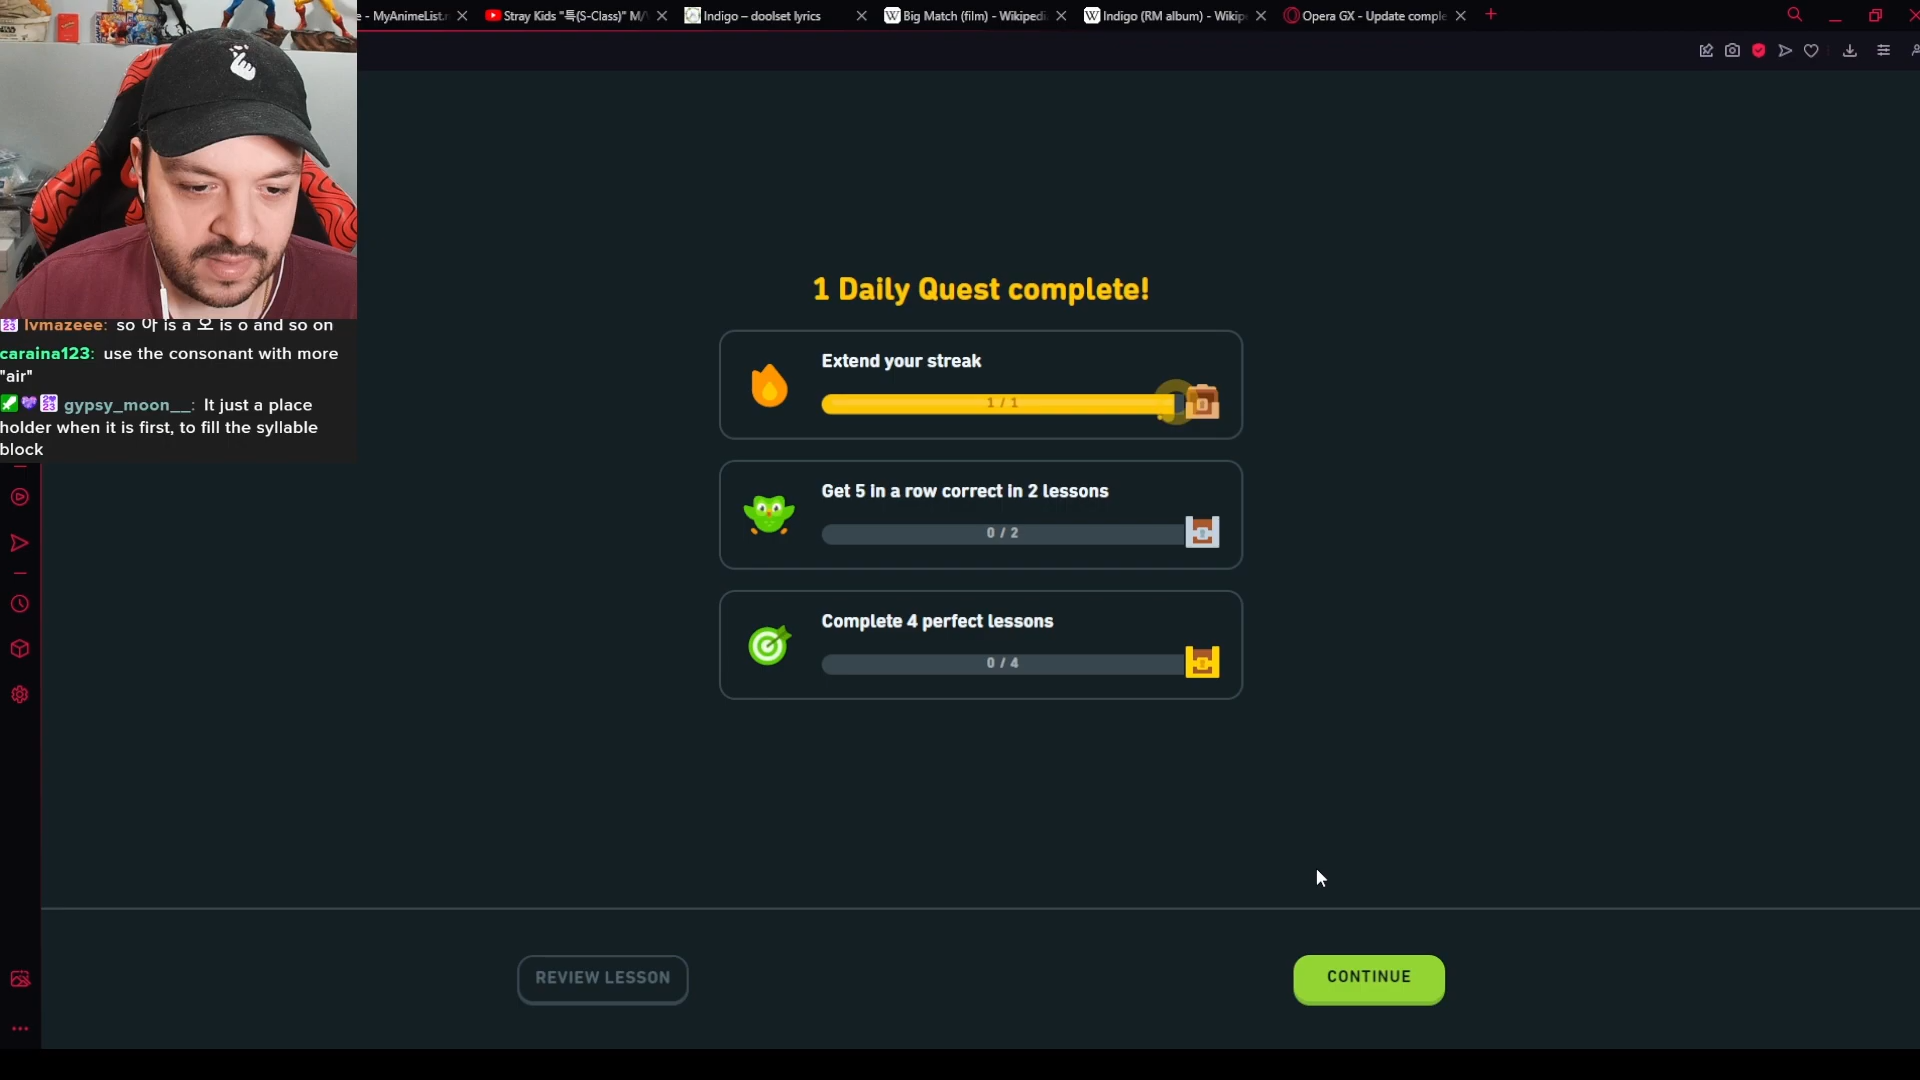 e - MyAnimeList.r
Stray Kids "특(S-Class)" M/V
Indigo – doolset lyrics
Big Match (film) - Wikipedi
Indigo (RM album) - Wikip
Opera GX - Update comple
lvmazeee: so 아 is a 오 is o and so on
caraina123: use the consonant with more
"air"
gypsy_moon__: It just a place
holder when it is first, to fill the syllable
block
1 Daily Quest complete!
Extend your streak
1 / 1
Get 5 in a row correct in 2 lessons
0 / 2
Complete 4 perfect lessons
0 / 4
REVIEW LESSON
CONTINUE